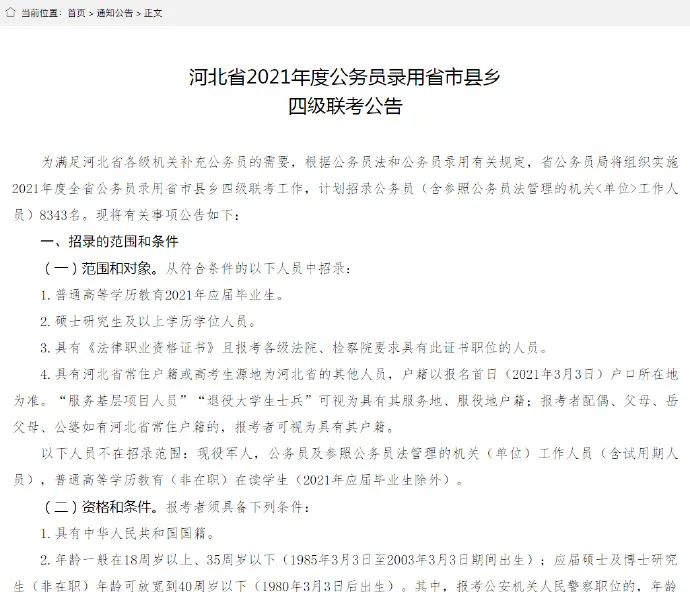 当前位置：首页 > 通知公告 > 正文
河北省2021年度公务员录用省市县乡
四级联考公告
为满足河北省各级机关补充公务员的需要，根据公务员法和公务员录用有关规定，省公务员局将组织实施
2021年度全省公务员录用省市县乡四级联考工作，计划招录公务员（含参照公务员法管理的机关<单位>工作人
员）8343名。现将有关事项公告如下：
一、招录的范围和条件
（一）范围和对象。从符合条件的以下人员中招录：
1.普通高等学历教育2021年应届毕业生。
2.硕士研究生及以上学历学位人员。
3.具有《法律职业资格证书》且报考各级法院、检察院要求具有此证书职位的人员。
4.具有河北省常住户籍或高考生源地为河北省的其他人员，户籍以报名首日（2021年3月3日）户口所在地
为准。“服务基层项目人员”“退役大学生士兵”可视为具有其服务地、服役地户籍；报考者配偶、父母、岳
父母、公婆如有河北省常住户籍的，报考者可视为具有其户籍。
以下人员不在招录范围：现役军人，公务员及参照公务员法管理的机关（单位）工作人员（含试用期人
员），普通高等学历教育（非在职）在读学生（2021年应届毕业生除外）。
（二）资格和条件。报考者须具备下列条件：
1.具有中华人民共和国国籍。
2.年龄一般在18周岁以上、35周岁以下（1985年3月3日至2003年3月3日期间出生）；应届硕士及博士研究
生（非在职）年龄可放宽到40周岁以下（1980年3月3日后出生）。其中，报考公安机关人民警察职位的，年龄